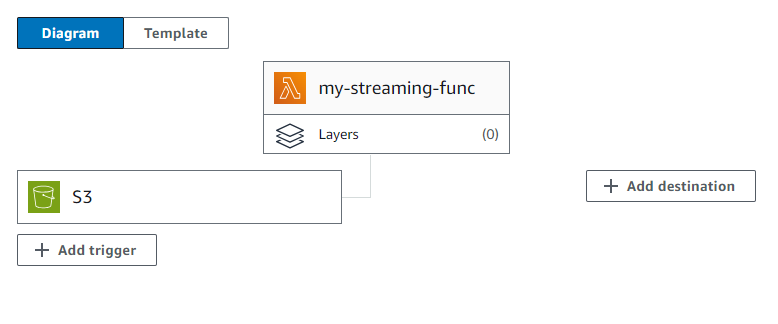 Diagram
Template
my-streaming-func
Layers (0)
S3
Add destination
Add trigger